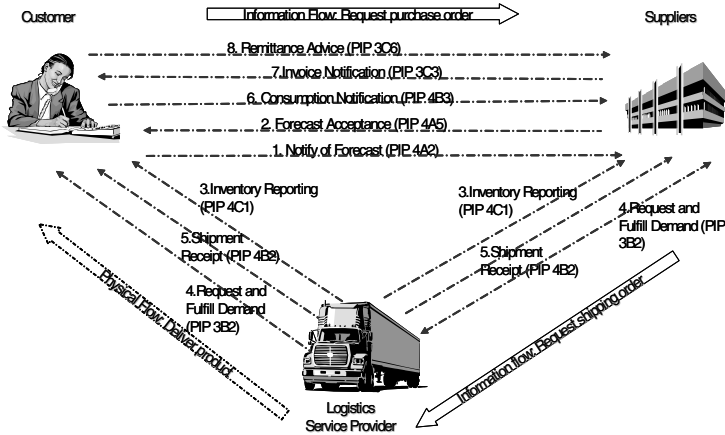 Customer
Information Flow: Request purchase order
Suppliers
8. Remittance Advice (PIP 3C6)
7.Invoice Notification (PIP 3C3)
6. Consumption Notification (PIP 4B3)
2. Forecast Acceptance (PIP 4A5)
1. Notify of Forecast (PIP 4A2)
3.Inventory Reporting
(PIP 4C1)
5.Shipment
Receipt (PIP 4B2)
4.Request and
Fulfill Demand
(PIP 3B2)
3.Inventory Reporting
(PIP 4C1)
5.Shipment
Receipt (PIP 4B2)
4.Request and
Fulfill Demand (PIP
3B2)
Physical Flow: Deliver product
Information flow: Request shipping order
Logistics
Service Provider